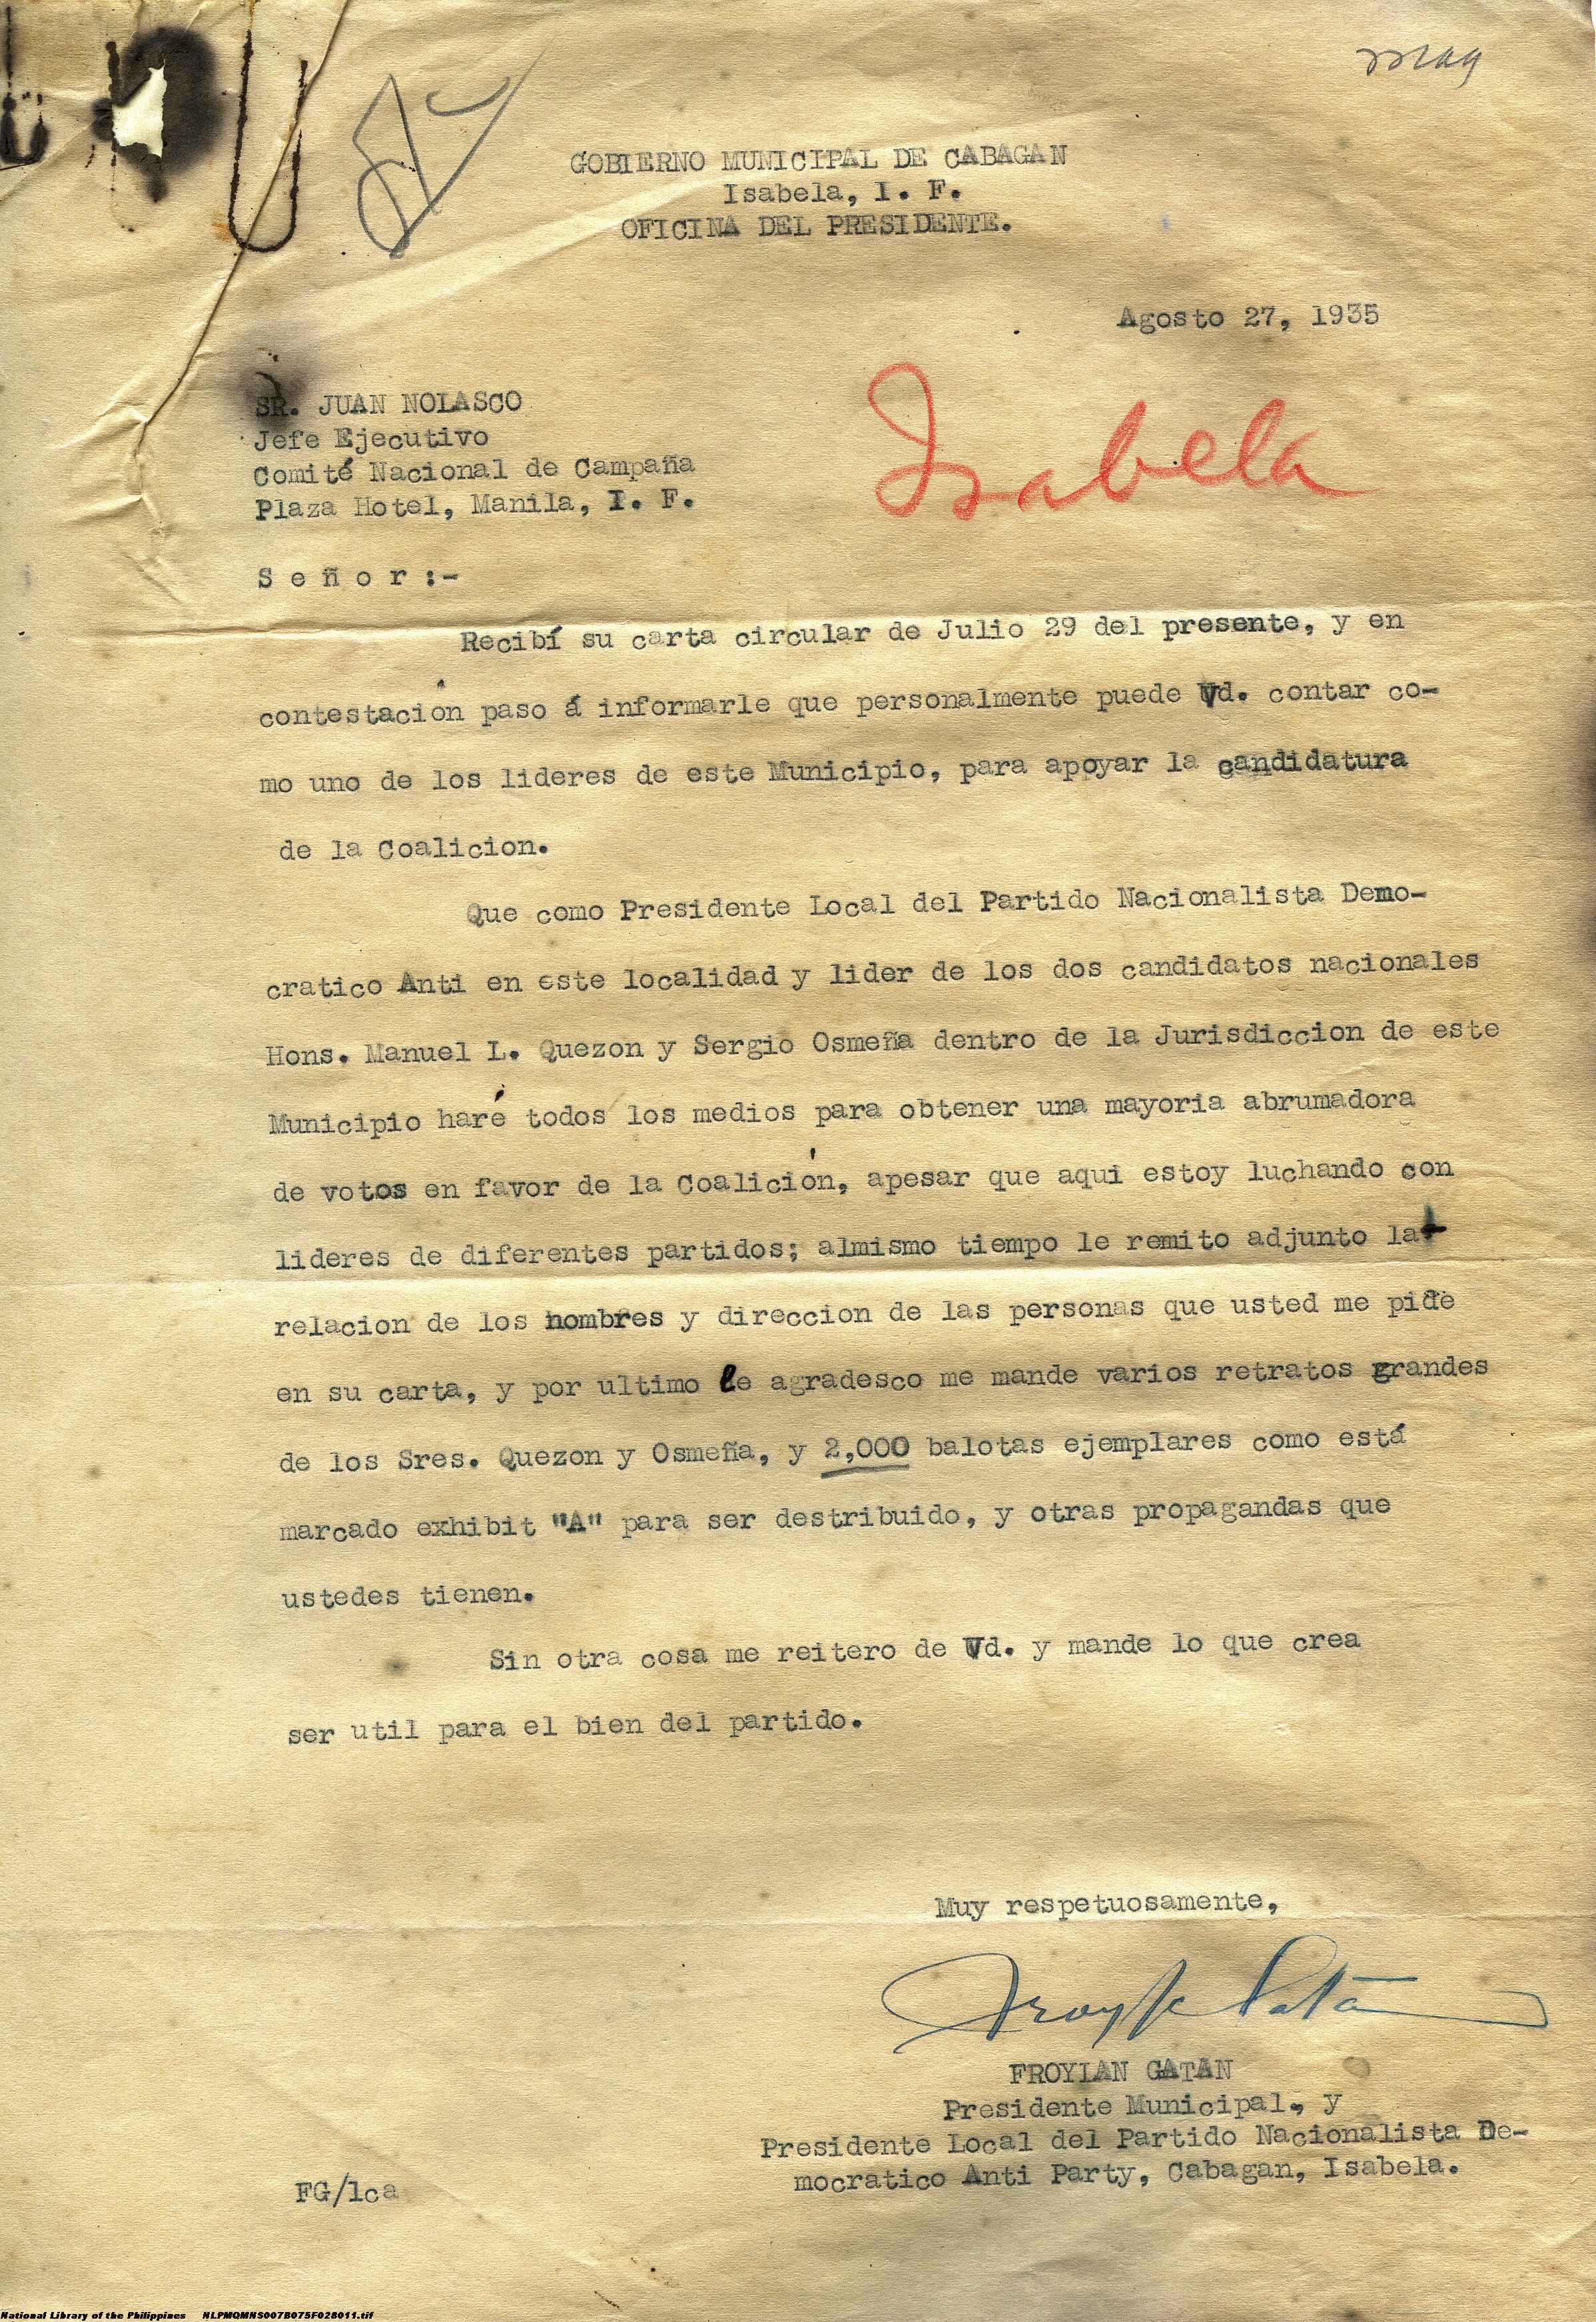 may
GOBIERNO MUNICIPAL DE CABAGAN
Isabela, I. F.
OFICINA DEL PRESIDENTE.
Agosto 27, 1935
Isabela
SR. JUAN NOLASCO
Jefe Ejecutivo
Comité Nacional de Campaña
Plaza Hotel, Manila, I. F.
S e ñ o r :-
Recibí su carta circular de Julio 29 del presente, y en
contestación paso á informarle que personalmente puede Vd. contar co-
mo uno de los lideres de este Municipio, para apoyar la candidatura
de la Coalicion.
Que como Presidente Local del Partido Nacionalista Demo-
cratico Anti en este localidad y lider de los dos candidatos nacionales
Hons. Manuel L. Quezon y Sergio Osmeña dentro de la Jurisdiccion de este
Municipio haré todos los medios para obtener una mayoria abrumadora
de votos en favor de la Coalición, apesar que aqui estoy luchando con
lideres de diferentes partidos; almismo tiempo le remito adjunto la
relacion de los nombres y direccion de las personas que usted me pide
en su carta, y por ultimo le agradesco me mande varios retratos grandes
de los Sres. Quezon y Osmeña, y 2,000 balotas ejemplares como está
marcado exhibit "A" para ser destribuido, y otras propagandas que
ustedes tienen.
Sin otra cosa me reitero de Vd. y mande lo que crea
ser util para el bien del partido.
Muy respetuosamente,
FROYLAN GATAN
Presidente Municipal, y
Presidente Local del Partido Nacionalista De-
mocratico Anti Party, Cabagan, Isabela.
FG/lca
National Library of the Philippines NLPMQMNS007B075F028011.tif